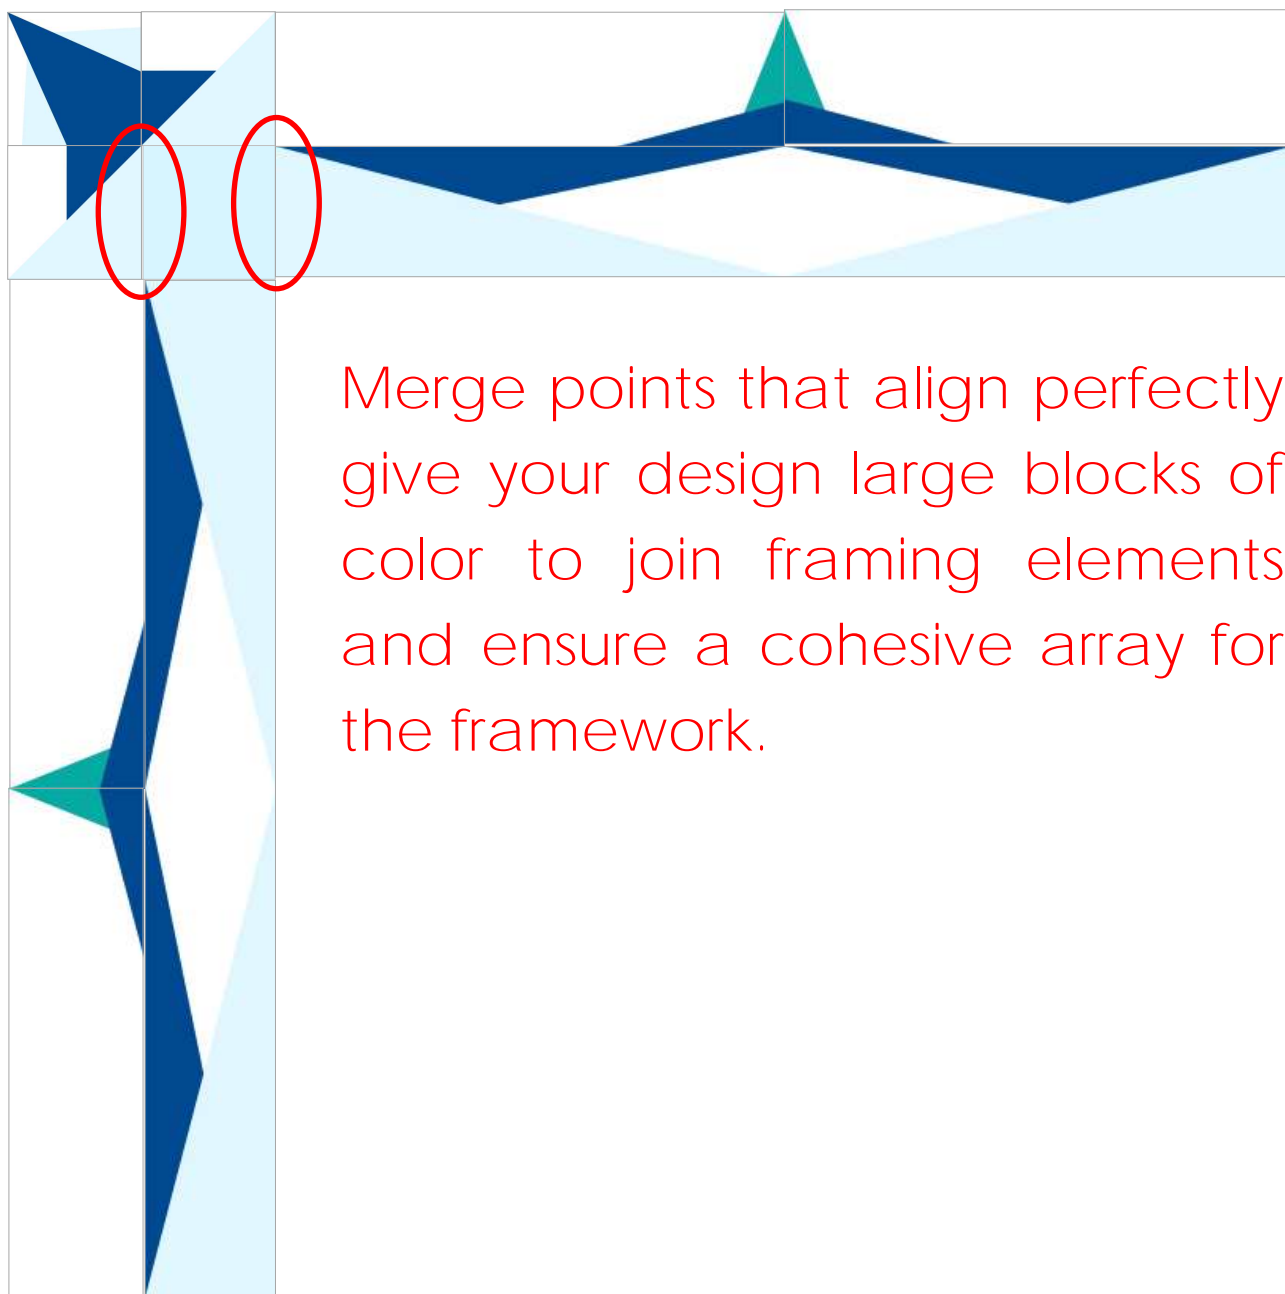 Merge points that align perfectly
give your design large blocks of
color to join framing elements
and ensure a cohesive array for
the framework.